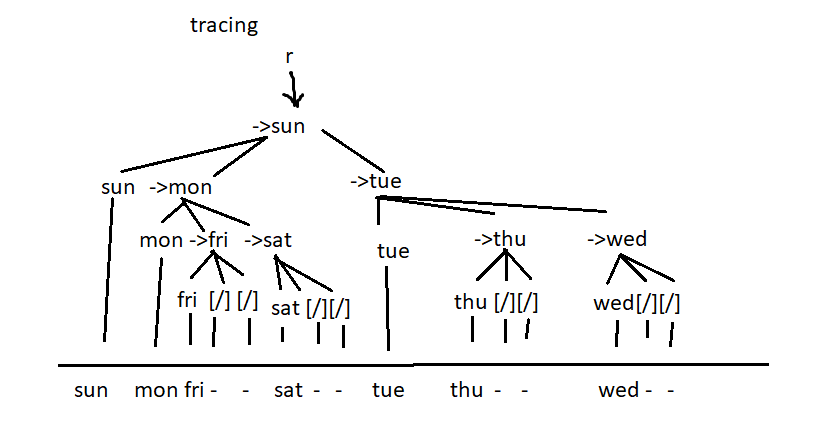 tracing
r
->sun
sun ->mon ->tue
mon ->fri ->sat tue ->thu ->wed
fri [/] [/] sat [/][/] thu [/][/] wed[/][/]
sun mon fri - - sat - - tue thu - - wed - -